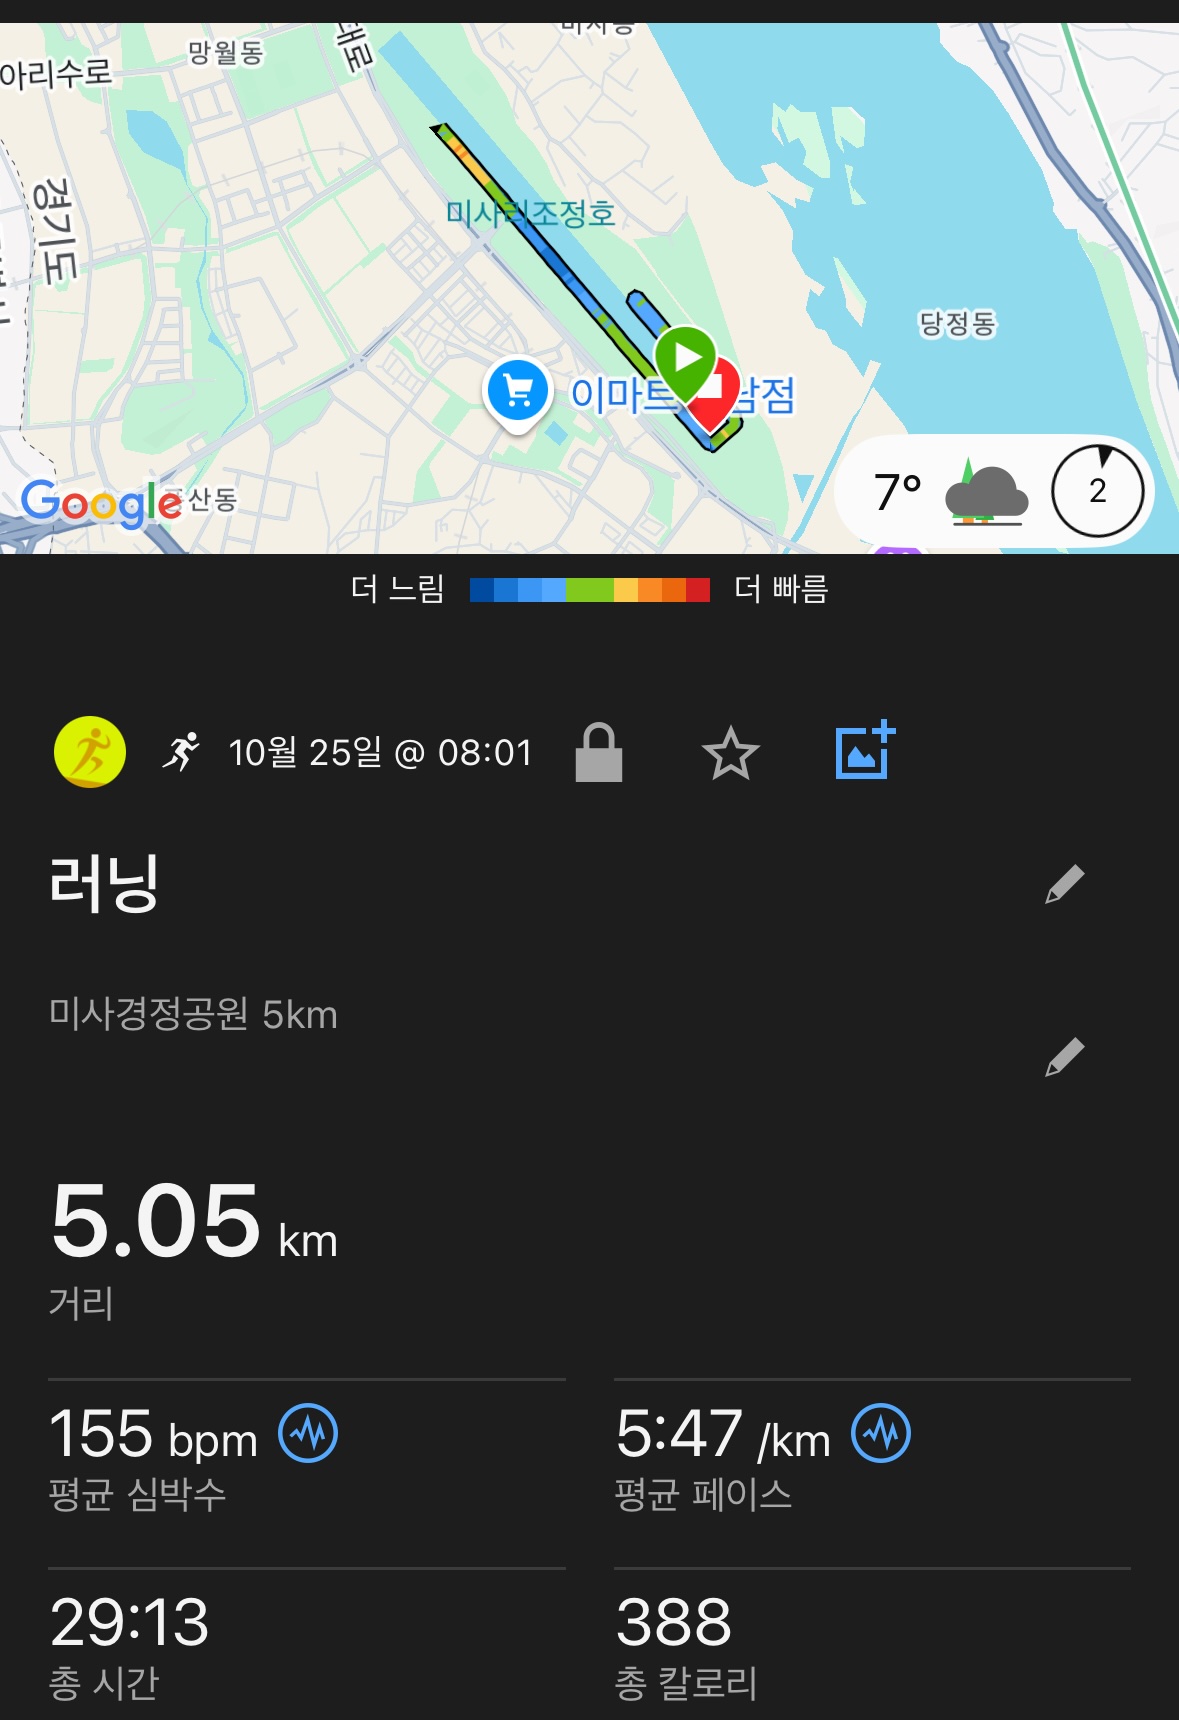 망월동
대로
아리수로
경기도
미사리조정호
당정동
이마트
남점
Google
산동
7°
2
더 느림
더 빠름
10월 25일 @ 08:01
러닝
미사경정공원 5km
5.05 km
거리
155 bpm
5:47 /km
평균 심박수
평균 페이스
29:13
388
총 시간
총 칼로리